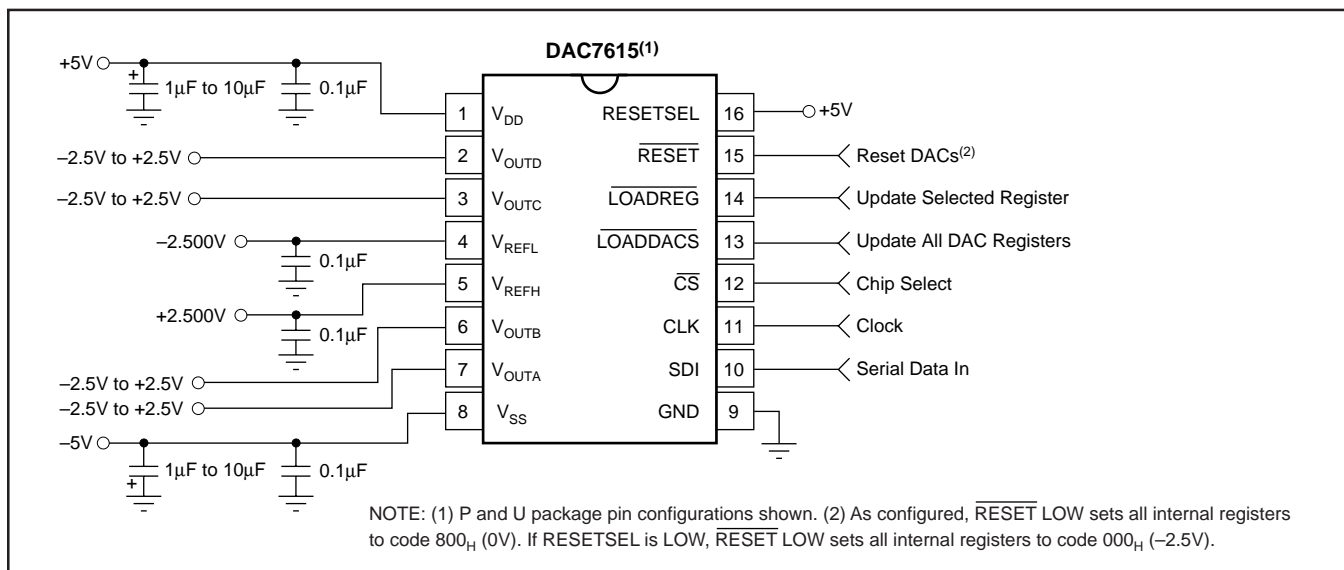 DAC7615(1)
+5V
1µF to 10µF
0.1µF
–2.5V to +2.5V
–2.5V to +2.5V
–2.500V
0.1µF
+2.500V
0.1µF
–2.5V to +2.5V
–2.5V to +2.5V
–5V
1µF to 10µF
0.1µF
+
+
1 VDD
2 VOUTD
3 VOUTC
4 VREFL
5 VREFH
6 VOUTB
7 VOUTA
8 VSS
RESETSEL 16 +5V
RESET 15 Reset DACs(2)
LOADREG 14 Update Selected Register
LOADDACS 13 Update All DAC Registers
CS 12 Chip Select
CLK 11 Clock
SDI 10 Serial Data In
GND 9
NOTE: (1) P and U package pin configurations shown. (2) As configured, RESET LOW sets all internal registers
to code 800H (0V). If RESETSEL is LOW, RESET LOW sets all internal registers to code 000H (–2.5V).